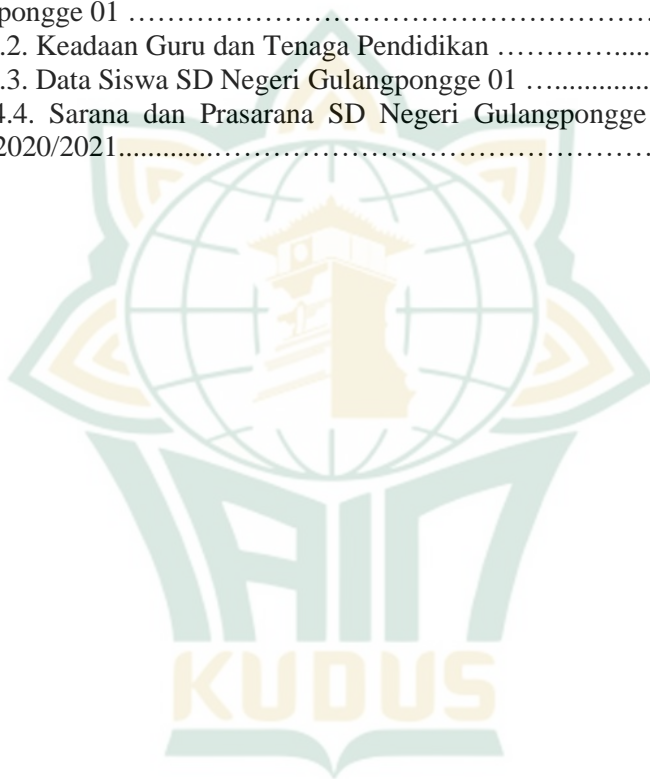 pongge 01 ……………………………………………………
.2. Keadaan Guru dan Tenaga Pendidikan ………….....
.3. Data Siswa SD Negeri Gulangpongge 01 …..............
4.4. Sarana dan Prasarana SD Negeri Gulangpongge
2020/2021.............…………………………………………
IAIN
KUDUS